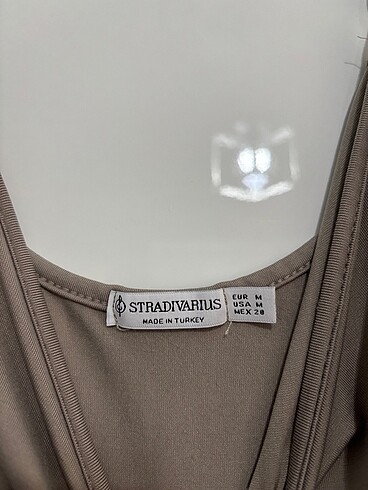 STRADIVARIUS
MADE IN TURKEY
EUR M
USA M
MEX 28